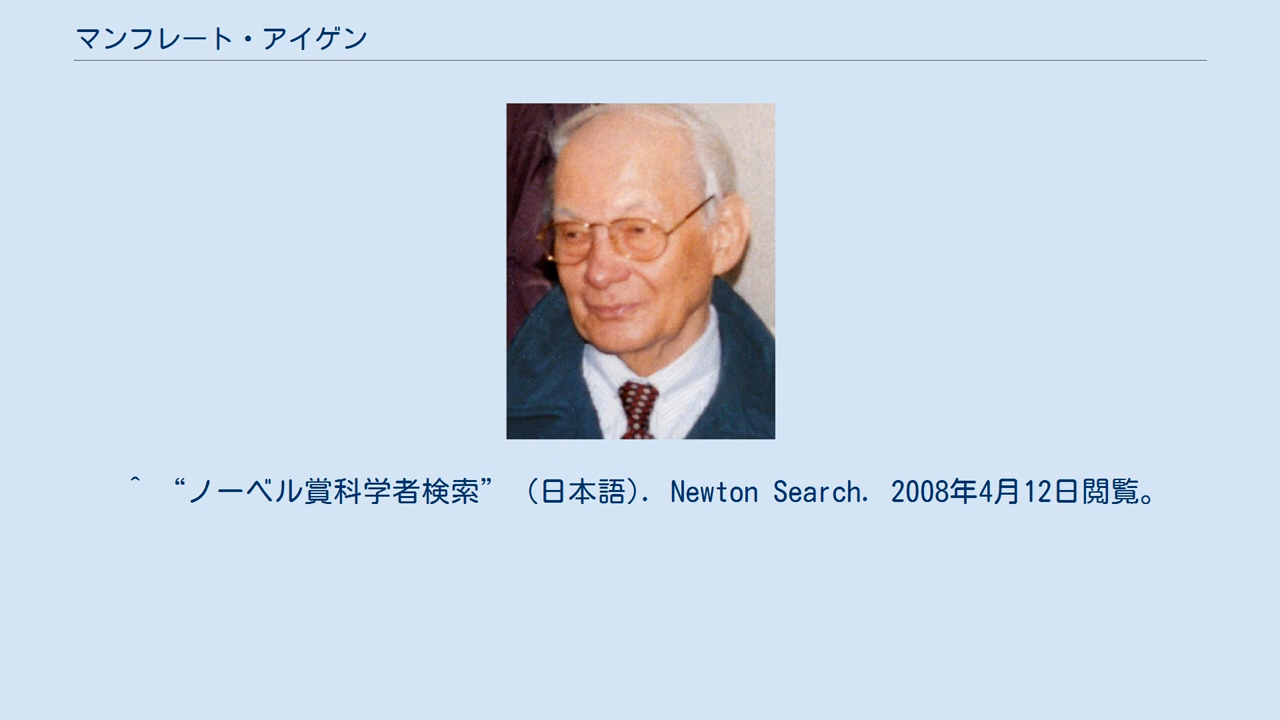 マンフレート・アイゲン
^ “ノーベル賞科学者検索” (日本語). Newton Search. 2008年4月12日閲覧。